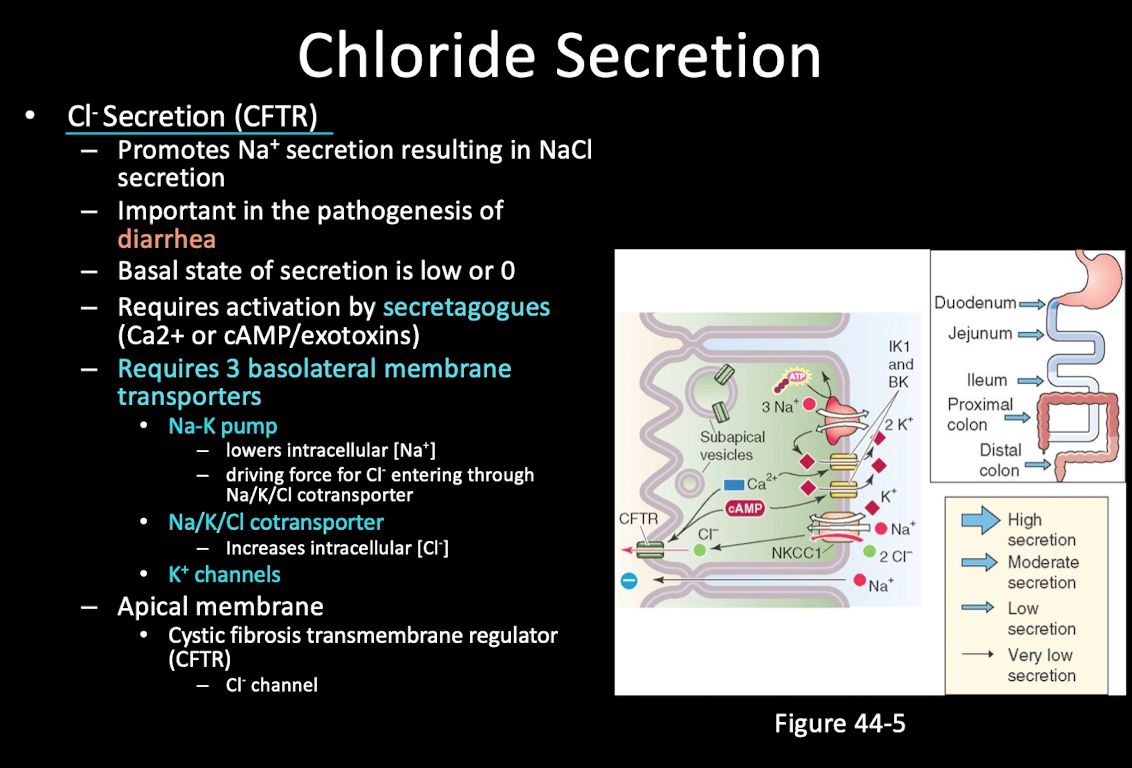 Chloride Secretion
• Cl- Secretion (CFTR)
– Promotes Na+ secretion resulting in NaCl
secretion
– Important in the pathogenesis of
diarrhea
– Basal state of secretion is low or 0
– Requires activation by secretagogues
(Ca2+ or cAMP/exotoxins)
– Requires 3 basolateral membrane
transporters
• Na-K pump
– lowers intracellular [Na+]
– driving force for Cl- entering through
Na/K/Cl cotransporter
• Na/K/Cl cotransporter
– Increases intracellular [Cl-]
• K+ channels
– Apical membrane
• Cystic fibrosis transmembrane regulator
(CFTR)
– Cl- channel
IK1
and
BK
ATP
3 Na+
2 K+
Subapical
vesicles
Ca2+
cAMP
K+
CFTR
Cl–
Na+
NKCC1
2 Cl–
Na+
Duodenum
Jejunum
Ileum
Proximal
colon
Distal
colon
High
secretion
Moderate
secretion
Low
secretion
Very low
secretion
Figure 44-5